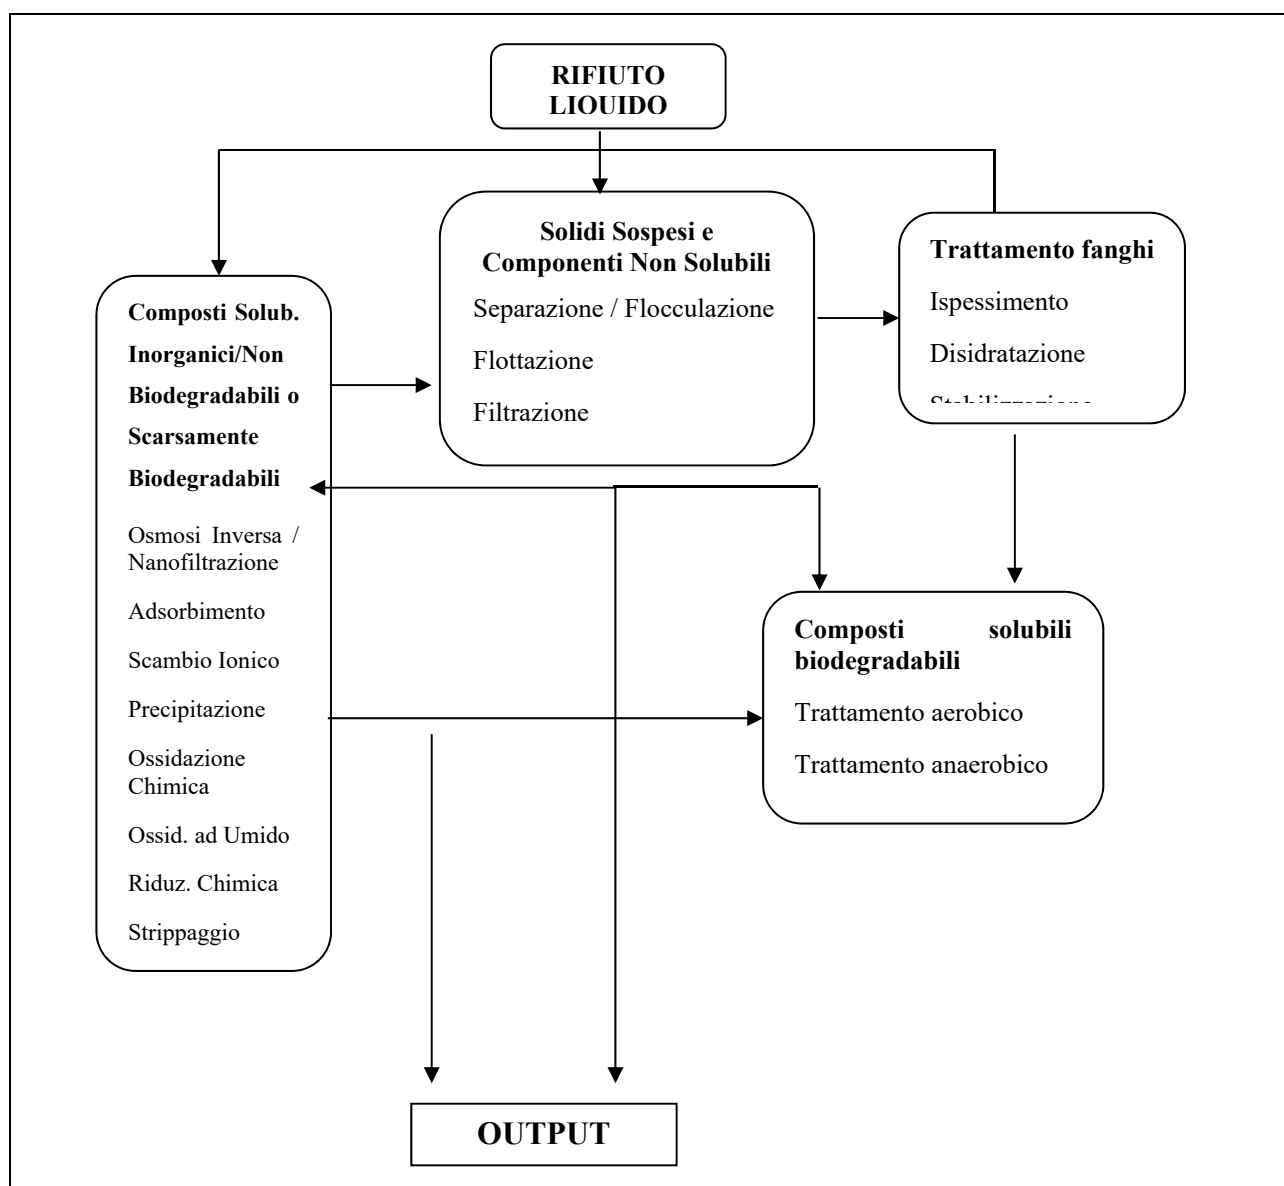 RIFIUTO
LIOUIDO
Solidi Sospesi e
Componenti Non Solubili
Separazione / Flocculazione
Flottazione
Filtrazione
Trattamento fanghi
Ispessimento
Disidratazione
Stabilizzazione
Composti Solub.
Inorganici/Non
Biodegradabili o
Scarsamente
Biodegradabili
Osmosi Inversa /
Nanofiltrazione
Adsorbimento
Scambio Ionico
Precipitazione
Ossidazione
Chimica
Ossid. ad Umido
Riduz. Chimica
Strippaggio
Composti solubili
biodegradabili
Trattamento aerobico
Trattamento anaerobico
OUTPUT